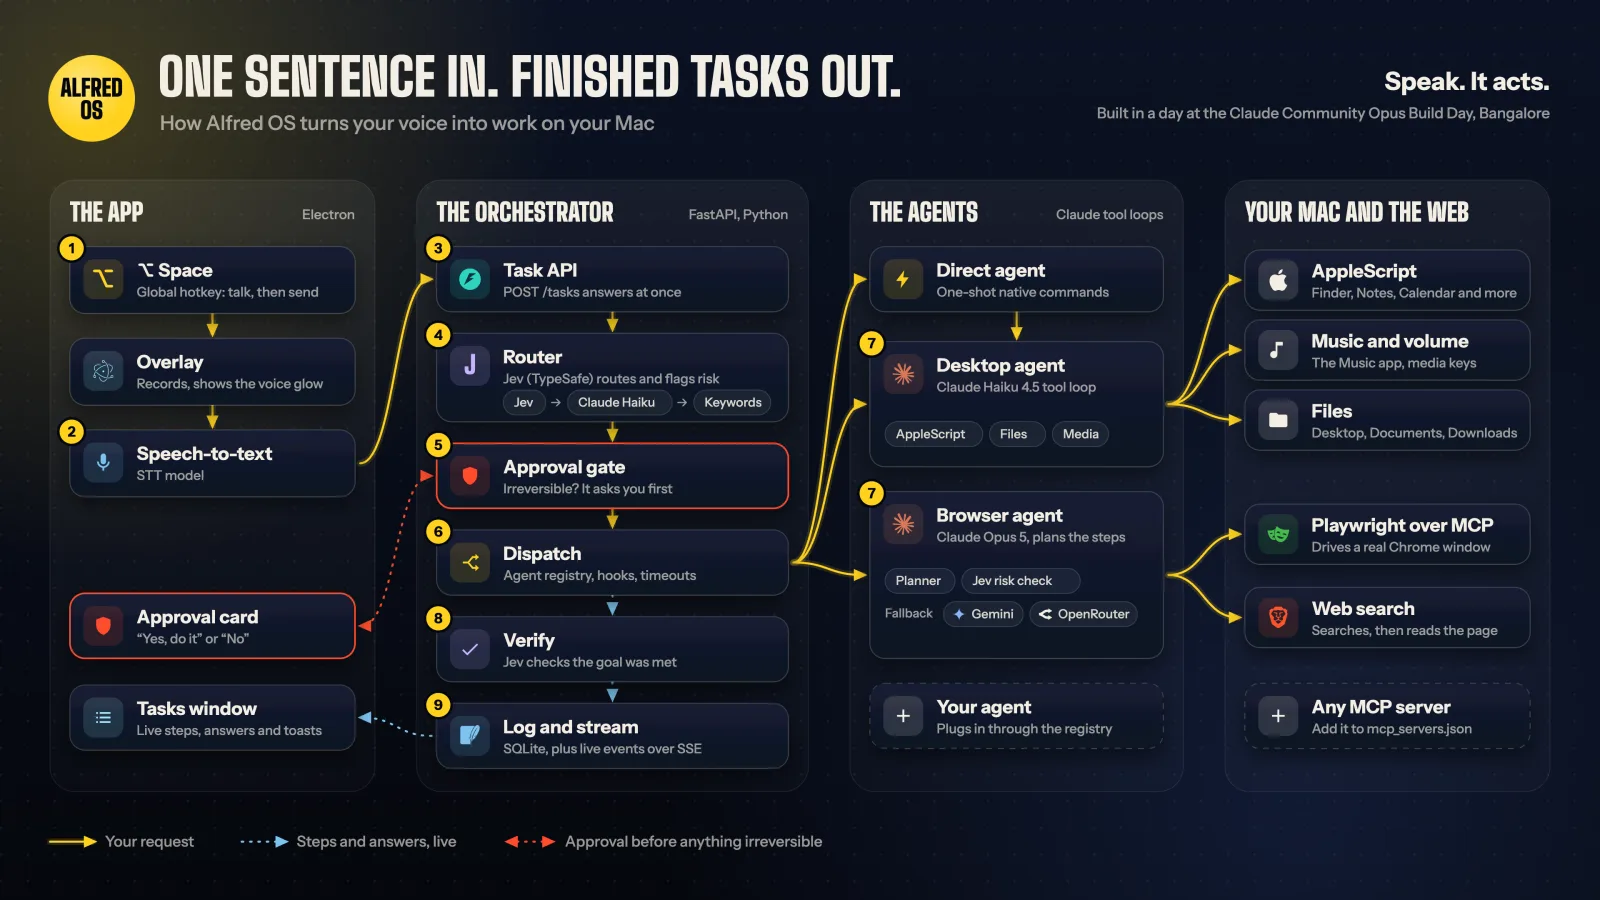 ALFRED
OS
ONE SENTENCE IN. FINISHED TASKS OUT.
How Alfred OS turns your voice into work on your Mac
Speak. It acts.
Built in a day at the Claude Community Opus Build Day, Bangalore
THE APP
Electron
1
⌥ Space
Global hotkey: talk, then send
Overlay
Records, shows the voice glow
2
Speech-to-text
STT model
Approval card
“Yes, do it” or “No”
Tasks window
Live steps, answers and toasts
THE ORCHESTRATOR
FastAPI, Python
3
Task API
POST /tasks answers at once
4
J
Router
Jev (TypeSafe) routes and flags risk
Jev → Claude Haiku → Keywords
5
Approval gate
Irreversible? It asks you first
6
Dispatch
Agent registry, hooks, timeouts
8
Verify
Jev checks the goal was met
9
Log and stream
SQLite, plus live events over SSE
THE AGENTS
Claude tool loops
Direct agent
One-shot native commands
7
Desktop agent
Claude Haiku 4.5 tool loop
AppleScript Files Media
7
Browser agent
Claude Opus 5, plans the steps
Planner Jev risk check
Fallback Gemini OpenRouter
Your agent
Plugs in through the registry
YOUR MAC AND THE WEB
AppleScript
Finder, Notes, Calendar and more
Music and volume
The Music app, media keys
Files
Desktop, Documents, Downloads
Playwright over MCP
Drives a real Chrome window
Web search
Searches, then reads the page
Any MCP server
Add it to mcp_servers.json
Your request
Steps and answers, live
Approval before anything irreversible